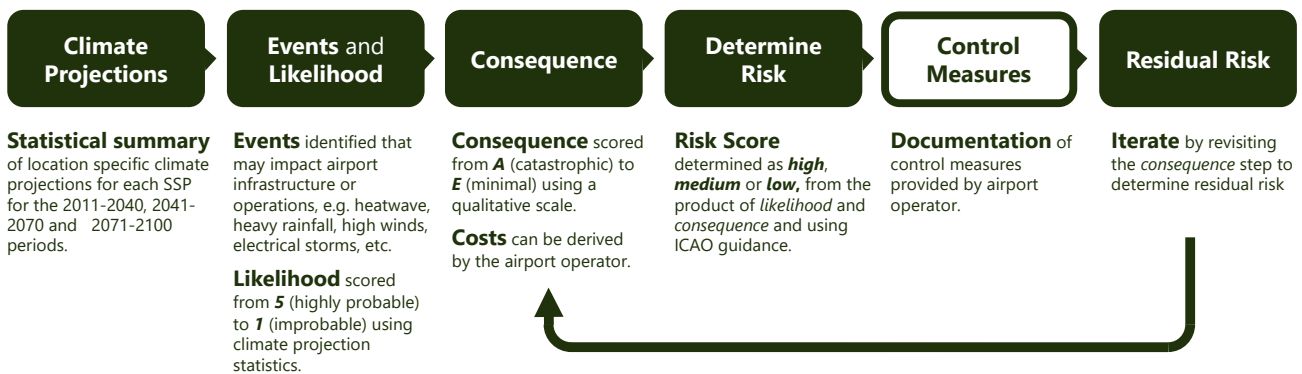 Climate
Projections
Events and
Likelihood
Consequence
Determine
Risk
Control
Measures
Residual Risk
Statistical summary
of location specific climate
projections for each SSP
for the 2011-2040, 2041-
2070 and 2071-2100
periods.
Events identified that
may impact airport
infrastructure or
operations, e.g. heatwave,
heavy rainfall, high winds,
electrical storms, etc.
Likelihood scored
from 5 (highly probable)
to 1 (improbable) using
climate projection
statistics.
Consequence scored
from A (catastrophic) to
E (minimal) using a
qualitative scale.
Costs can be derived
by the airport operator.
Risk Score
determined as high,
medium or low, from the
product of likelihood and
consequence and using
ICAO guidance.
Documentation of
control measures
provided by airport
operator.
Iterate by revisiting
the consequence step to
determine residual risk